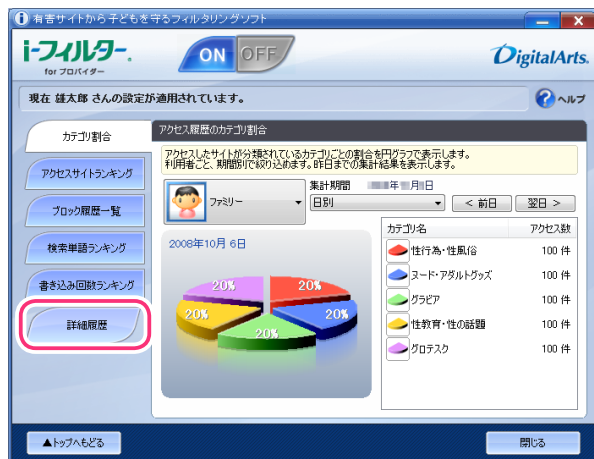 有害サイトから子どもを守るフィルタリングソフト
i-フィルター®
for プロバイダー
ON OFF
DigitalArts®
現在 雄太郎 さんの設定が適用されています。
ヘルプ
カテゴリ割合
アクセスサイトランキング
ブロック履歴一覧
検索単語ランキング
書き込み回数ランキング
詳細履歴
アクセス履歴のカテゴリ割合
アクセスしたサイトが分類されているカテゴリごとの割合を円グラフで表示します。
利用者ごと、期間別で絞り込めます。昨日までの集計結果を表示します。
ファミリー
集計期間 年 月 日
日別
< 前日
翌日 >
2008年10月 6日
20%
20%
20%
20%
20%
カテゴリ名 アクセス数
性行為・性風俗 100 件
ヌード・アダルトグッズ 100 件
グラビア 100 件
性教育・性の話題 100 件
グロテスク 100 件
▲トップへもどる
閉じる